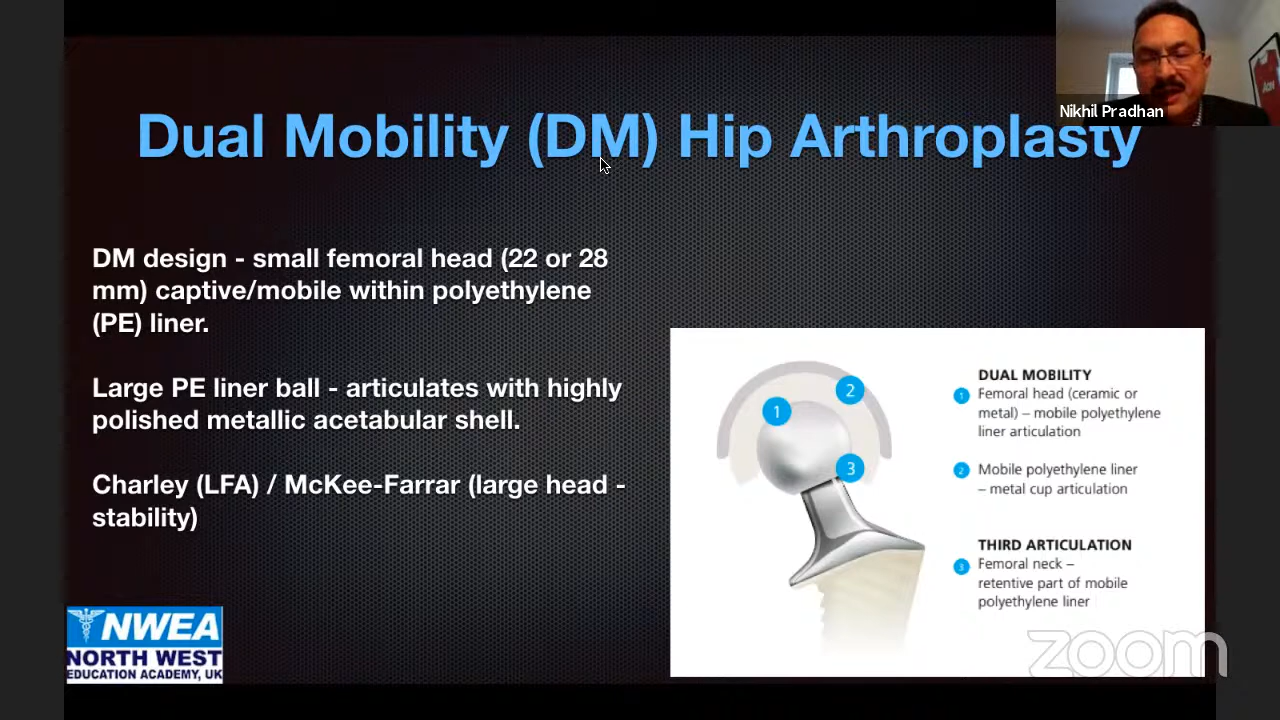 Nikhil Pradhan
Dual Mobility (DM) Hip Arthroplasty
DM design - small femoral head (22 or 28
mm) captive/mobile within polyethylene
(PE) liner.
Large PE liner ball - articulates with highly
polished metallic acetabular shell.
Charley (LFA) / McKee-Farrar (large head -
stability)
1
2
3
DUAL MOBILITY
1 Femoral head (ceramic or
metal) – mobile polyethylene
liner articulation
2 Mobile polyethylene liner
– metal cup articulation
THIRD ARTICULATION
3 Femoral neck –
retentive part of mobile
polyethylene liner
NWEA
NORTH WEST
EDUCATION ACADEMY, UK
zoom
AON